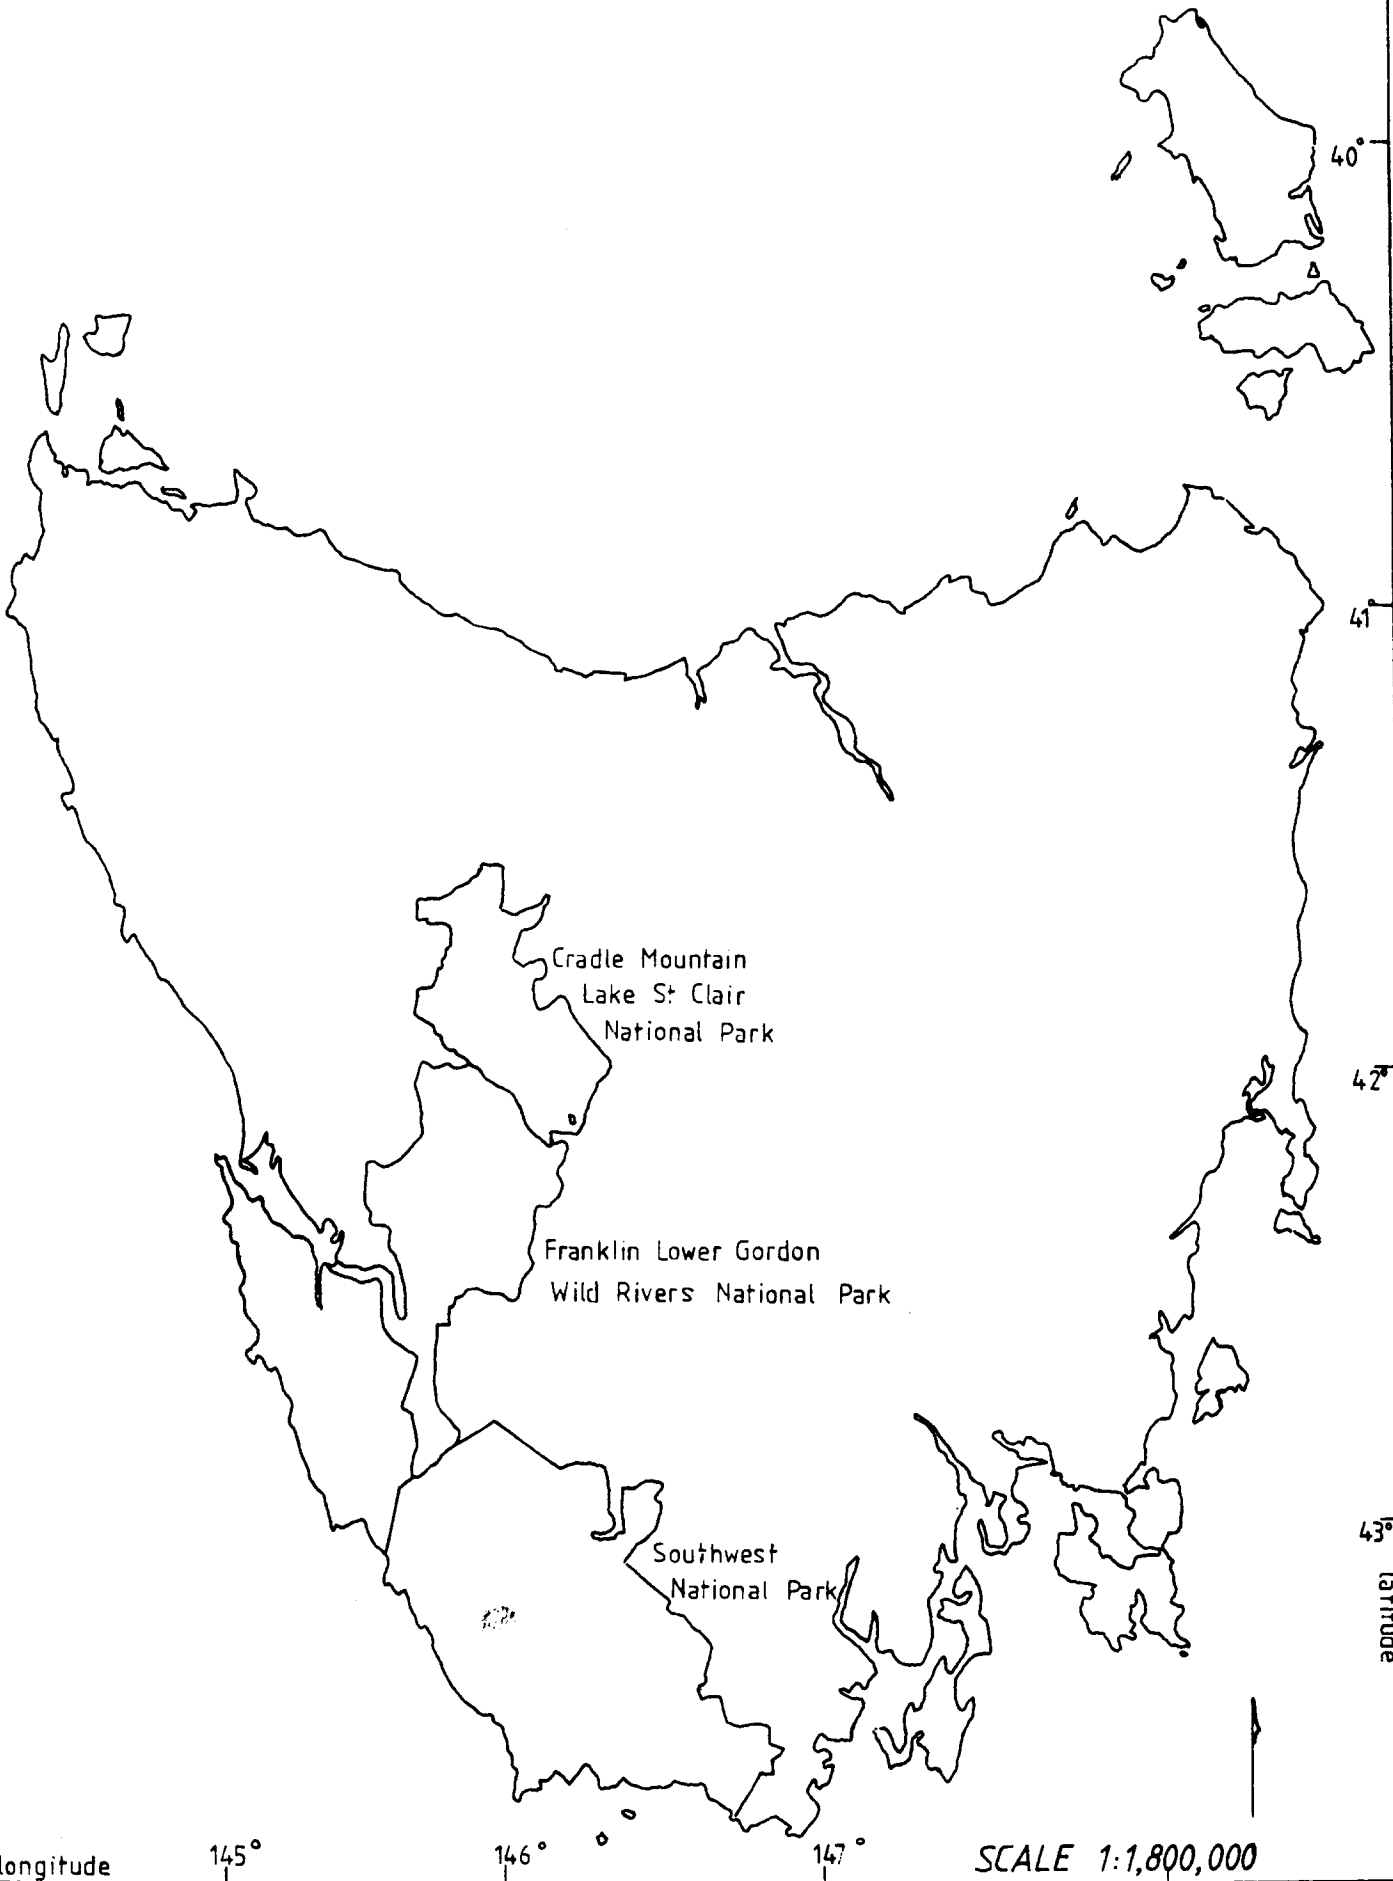 40°
41°
Cradle Mountain
Lake St Clair
National Park
42°
Franklin Lower Gordon
Wild Rivers National Park
43°
Southwest
National Park
latitude
longitude
145°
146°
147°
SCALE 1:1,800,000